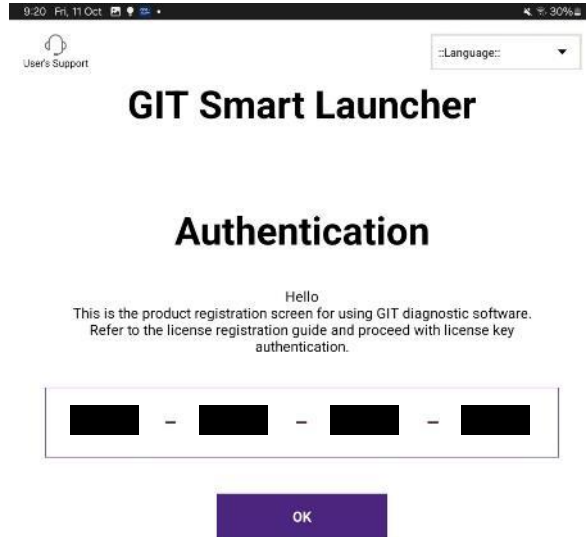 9:20 Fri, 11 Oct
30%
User's Support
::Language::
GIT Smart Launcher
Authentication
Hello
This is the product registration screen for using GIT diagnostic software.
Refer to the license registration guide and proceed with license key
authentication.
– – –
OK